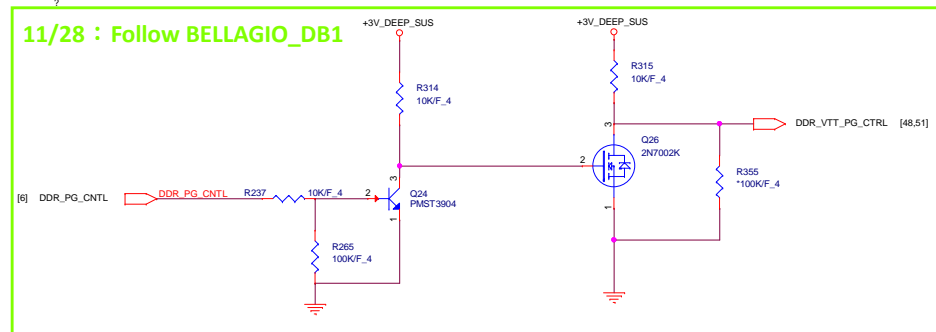 ?
11/28：Follow BELLAGIO_DB1
+3V_DEEP_SUS
+3V_DEEP_SUS
R314
10K/F_4
R315
10K/F_4
3
DDR_VTT_PG_CTRL [48,51]
Q26
2N7002K
2
1
R355
*100K/F_4
[6] DDR_PG_CNTL
DDR_PG_CNTL
R237
10K/F_4
2
3
1
Q24
PMST3904
R265
100K/F_4